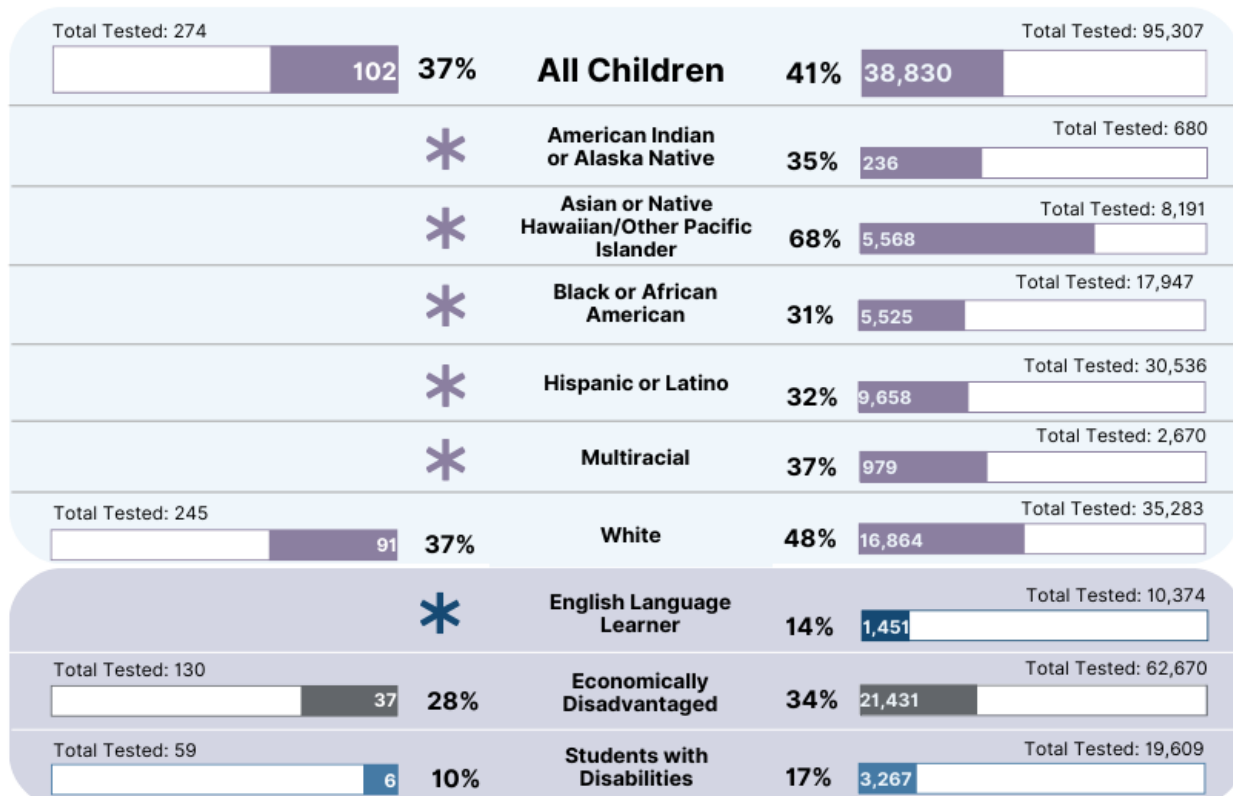 Total Tested: 274
Total Tested: 95,307
102 37% All Children 41% 38,830
Total Tested: 680
* American Indian
or Alaska Native 35% 236
Total Tested: 8,191
* Asian or Native
Hawaiian/Other Pacific
Islander 68% 5,568
Total Tested: 17,947
* Black or African
American 31% 5,525
Total Tested: 30,536
* Hispanic or Latino 32% 9,658
Total Tested: 2,670
* Multiracial 37% 979
Total Tested: 245
Total Tested: 35,283
91 37% White 48% 16,864
Total Tested: 10,374
* English Language
Learner 14% 1,451
Total Tested: 130
Total Tested: 62,670
37 28% Economically
Disadvantaged 34% 21,431
Total Tested: 59
Total Tested: 19,609
6 10% Students with
Disabilities 17% 3,267